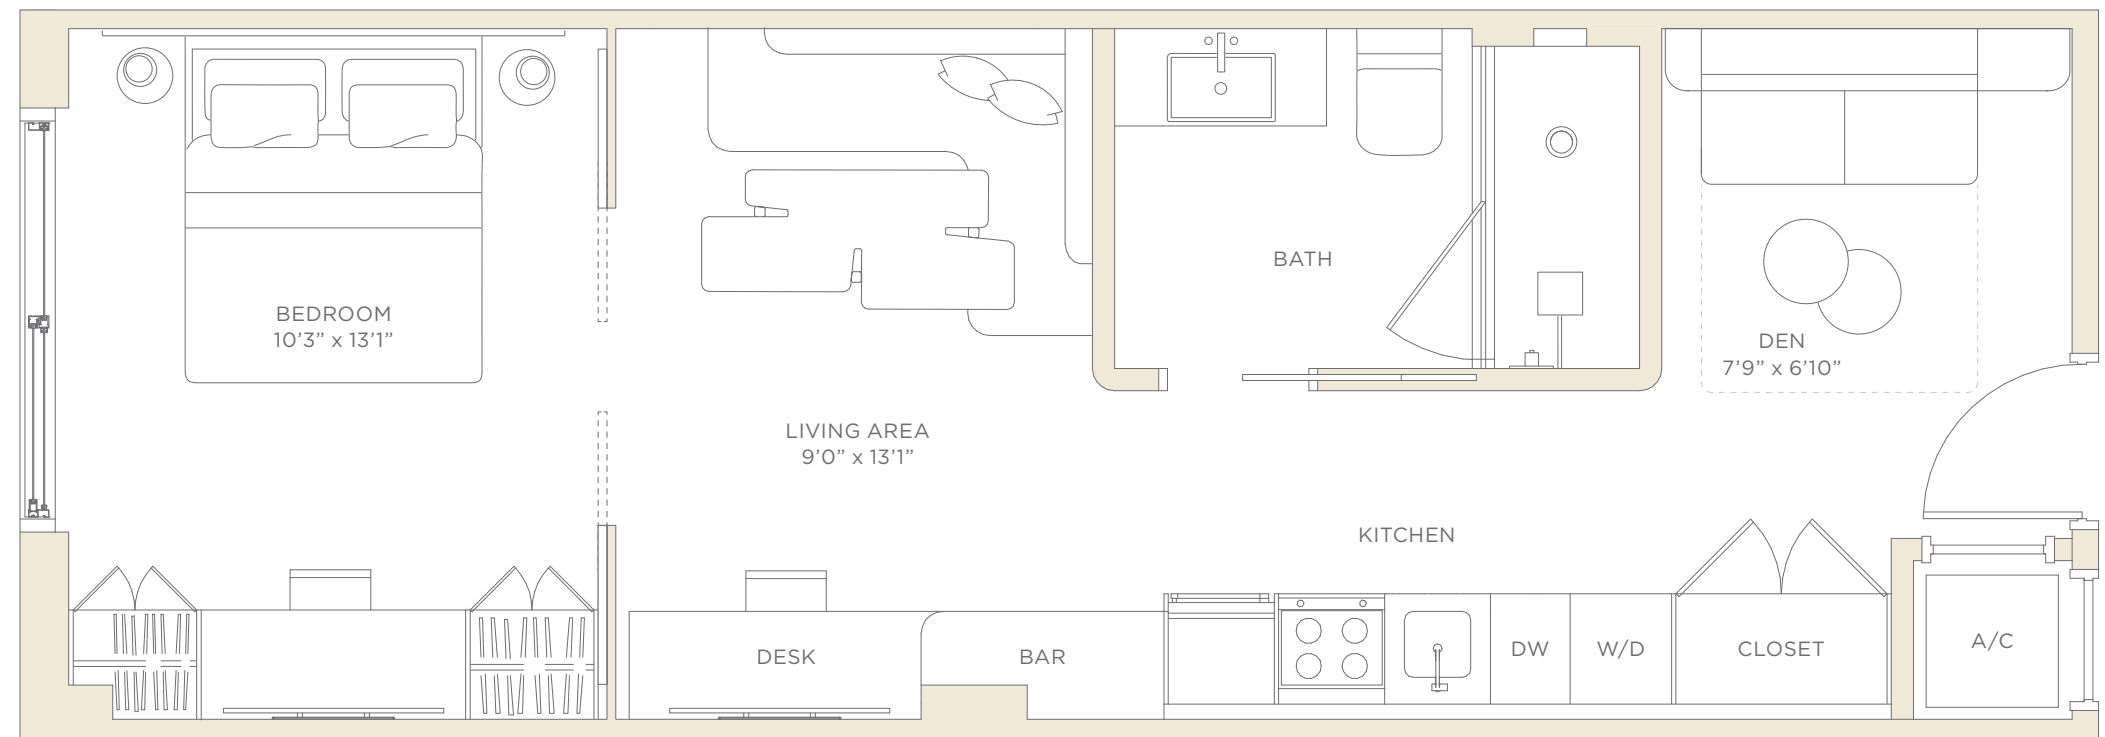 BEDROOM
10’3” x 13’1”
LIVING AREA
9’0” x 13’1”
BATH
DEN
7’9” x 6’10”
KITCHEN
DESK
BAR
DW
W/D
CLOSET
A/C